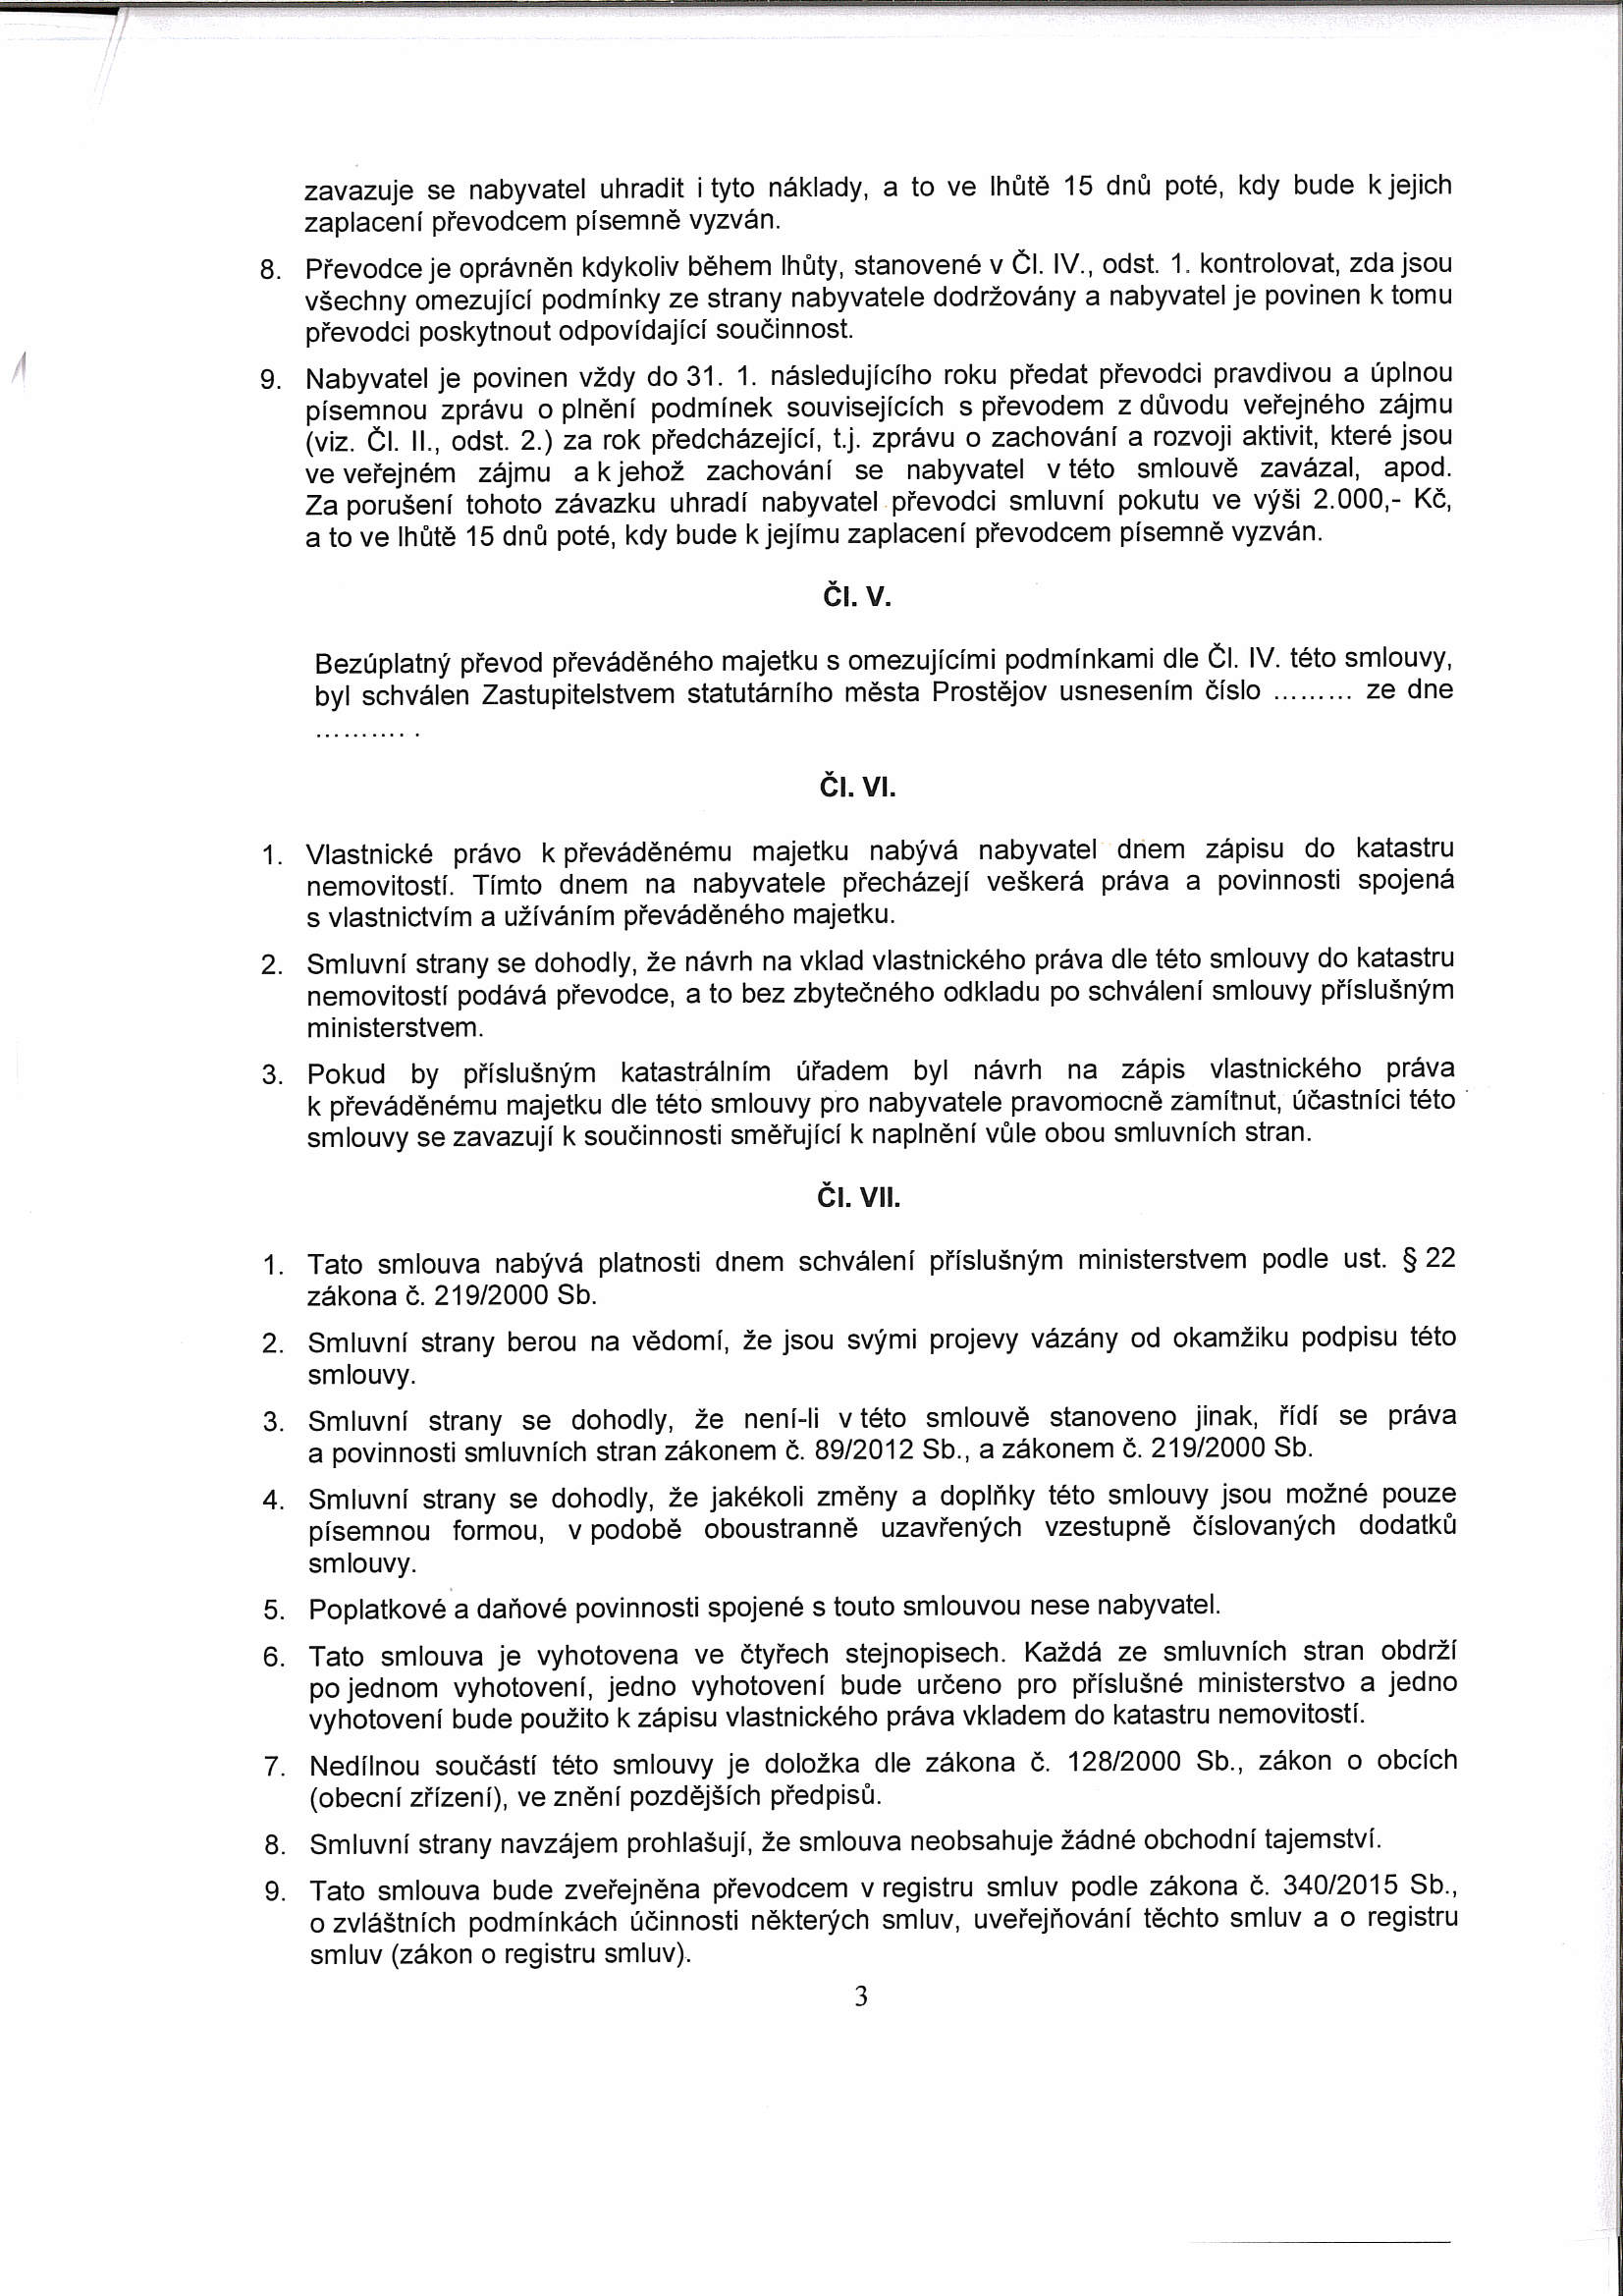 zavazuje se nabyvatel uhradit i tyto náklady, a to ve lhůtě 15 dnů poté, kdy bude k jejich
zaplacení převodcem písemně vyzván.
8. Převodce je oprávněn kdykoliv během lhůty, stanovené v Čl. IV., odst. 1. kontrolovat, zda jsou
všechny omezující podmínky ze strany nabyvatele dodržovány a nabyvatel je povinen k tomu
převodci poskytnout odpovídající součinnost.
9. Nabyvatel je povinen vždy do 31. 1. následujícího roku předat převodci pravdivou a úplnou
písemnou zprávu o plnění podmínek souvisejících s převodem z důvodu veřejného zájmu
(viz. Čl. II., odst. 2.) za rok předcházející, t.j. zprávu o zachování a rozvoji aktivit, které jsou
ve veřejném zájmu a k jehož zachování se nabyvatel v této smlouvě zavázal, apod.
Za porušení tohoto závazku uhradí nabyvatel převodci smluvní pokutu ve výši 2.000,- Kč,
a to ve lhůtě 15 dnů poté, kdy bude k jejímu zaplacení převodcem písemně vyzván.
Čl. V.
Bezúplatný převod převáděného majetku s omezujícími podmínkami dle Čl. IV. této smlouvy,
byl schválen Zastupitelstvem statutárního města Prostějov usnesením číslo ......... ze dne
.......... .
Čl. VI.
1. Vlastnické právo k převáděnému majetku nabývá nabyvatel dnem zápisu do katastru
nemovitostí. Tímto dnem na nabyvatele přecházejí veškerá práva a povinnosti spojená
s vlastnictvím a užíváním převáděného majetku.
2. Smluvní strany se dohodly, že návrh na vklad vlastnického práva dle této smlouvy do katastru
nemovitostí podává převodce, a to bez zbytečného odkladu po schválení smlouvy příslušným
ministerstvem.
3. Pokud by příslušným katastrálním úřadem byl návrh na zápis vlastnického práva
k převáděnému majetku dle této smlouvy pro nabyvatele pravomocně zamítnut, účastníci této
smlouvy se zavazují k součinnosti směřující k naplnění vůle obou smluvních stran.
Čl. VII.
1. Tato smlouva nabývá platnosti dnem schválení příslušným ministerstvem podle ust. § 22
zákona č. 219/2000 Sb.
2. Smluvní strany berou na vědomí, že jsou svými projevy vázány od okamžiku podpisu této
smlouvy.
3. Smluvní strany se dohodly, že není-li v této smlouvě stanoveno jinak, řídí se práva
a povinnosti smluvních stran zákonem č. 89/2012 Sb., a zákonem č. 219/2000 Sb.
4. Smluvní strany se dohodly, že jakékoli změny a doplňky této smlouvy jsou možné pouze
písemnou formou, v podobě oboustranně uzavřených vzestupně číslovaných dodatků
smlouvy.
5. Poplatkové a daňové povinnosti spojené s touto smlouvou nese nabyvatel.
6. Tato smlouva je vyhotovena ve čtyřech stejnopisech. Každá ze smluvních stran obdrží
po jednom vyhotovení, jedno vyhotovení bude určeno pro příslušné ministerstvo a jedno
vyhotovení bude použito k zápisu vlastnického práva vkladem do katastru nemovitostí.
7. Nedílnou součástí této smlouvy je doložka dle zákona č. 128/2000 Sb., zákon o obcích
(obecní zřízení), ve znění pozdějších předpisů.
8. Smluvní strany navzájem prohlašují, že smlouva neobsahuje žádné obchodní tajemství.
9. Tato smlouva bude zveřejněna převodcem v registru smluv podle zákona č. 340/2015 Sb.,
o zvláštních podmínkách účinnosti některých smluv, uveřejňování těchto smluv a o registru
smluv (zákon o registru smluv).
3